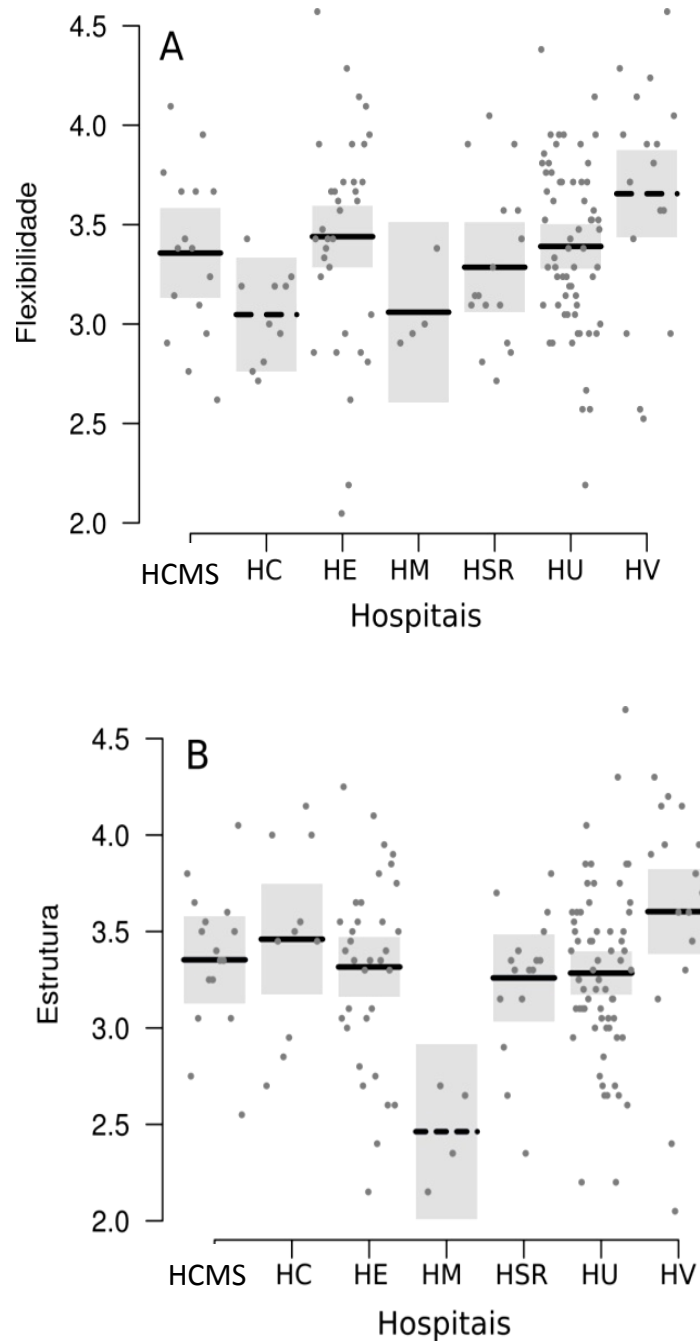 A
4.5
4.0
3.5
3.0
2.5
2.0
Flexibilidade
HCMS HC HE HM HSR HU HV
Hospitais
B
4.5
4.0
3.5
3.0
2.5
2.0
Estrutura
HCMS HC HE HM HSR HU HV
Hospitais